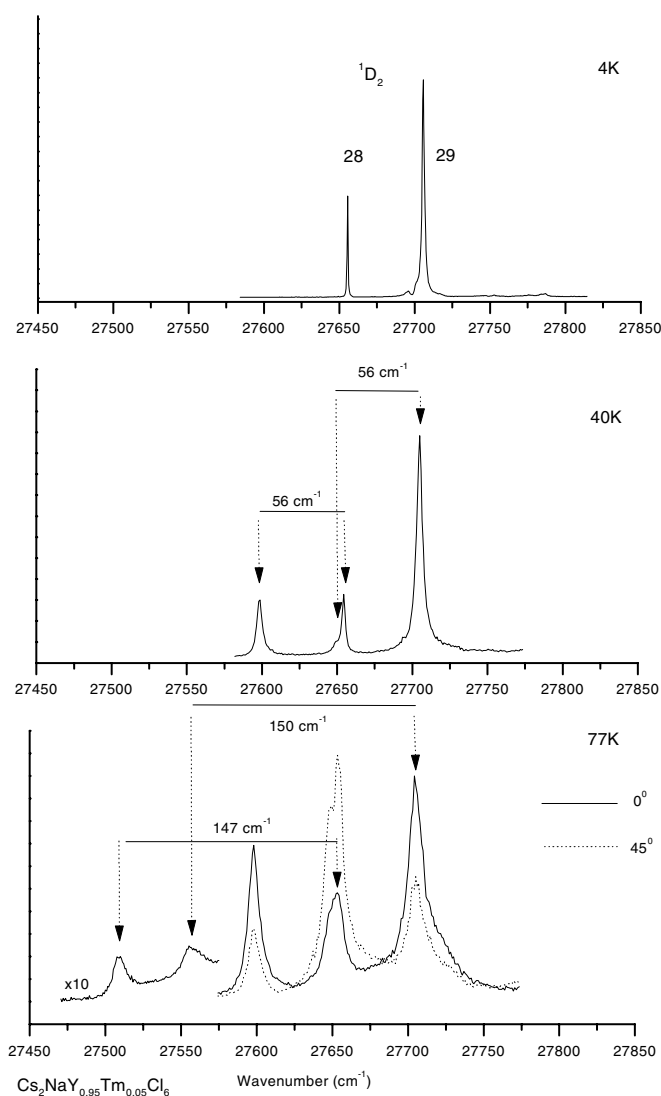 4K
¹D₂
28
29
27450 27500 27550 27600 27650 27700 27750 27800 27850
56 cm⁻¹
40K
56 cm⁻¹
27450 27500 27550 27600 27650 27700 27750 27800 27850
150 cm⁻¹
77K
0⁰
147 cm⁻¹
45⁰
x10
27450 27500 27550 27600 27650 27700 27750 27800 27850
Cs₂NaY₀.₉₅Tm₀.₀₅Cl₆
Wavenumber (cm⁻¹)